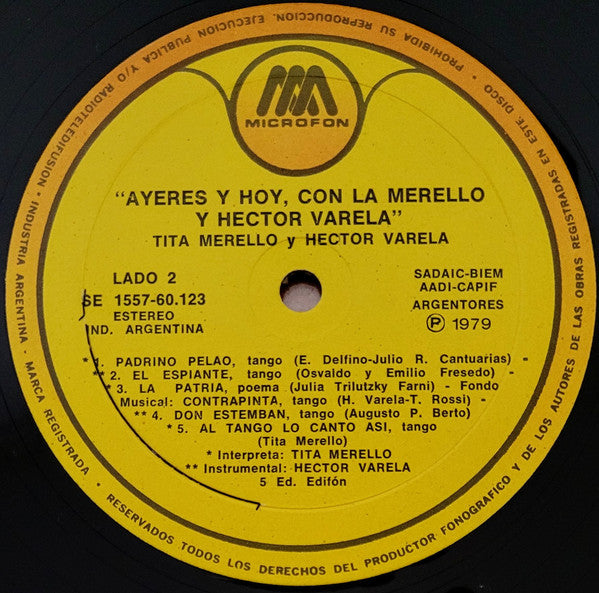 MICROFON
"AYERES Y HOY, CON LA MERELLO
Y HECTOR VARELA"
TITA MERELLO y HECTOR VARELA
LADO 2
SE 1557-60.123
ESTEREO
IND. ARGENTINA
SADAIC-BIEM
AADI-CAPIF
ARGENTORES
Ⓟ 1979
* 1. PADRINO PELAO, tango (E. Delfino-Julio R. Cantuarias) -
** 2. EL ESPIANTE, tango (Osvaldo y Emilio Fresedo) -
* 3. LA PATRIA, poema (Julia Trilutzky Farni) - Fondo
Musical: CONTRAPINTA, tango (H. Varela-T. Rossi) -
** 4. DON ESTEMBAN, tango (Augusto P. Berto) -
* 5. AL TANGO LO CANTO ASI, tango
(Tita Merello)
* Interpreta: TITA MERELLO
** Instrumental: HECTOR VARELA
5 Ed. Edifón
INDUSTRIA ARGENTINA - MARCA REGISTRADA. • RESERVADOS TODOS LOS DERECHOS DEL PRODUCTOR FONOGRAFICO Y DE LOS AUTORES DE LAS OBRAS REGISTRADAS EN ESTE DISCO • PROHIBIDA SU REPRODUCCION, EJECUCION PUBLICA Y/O RADIOTELEDIFUSION •